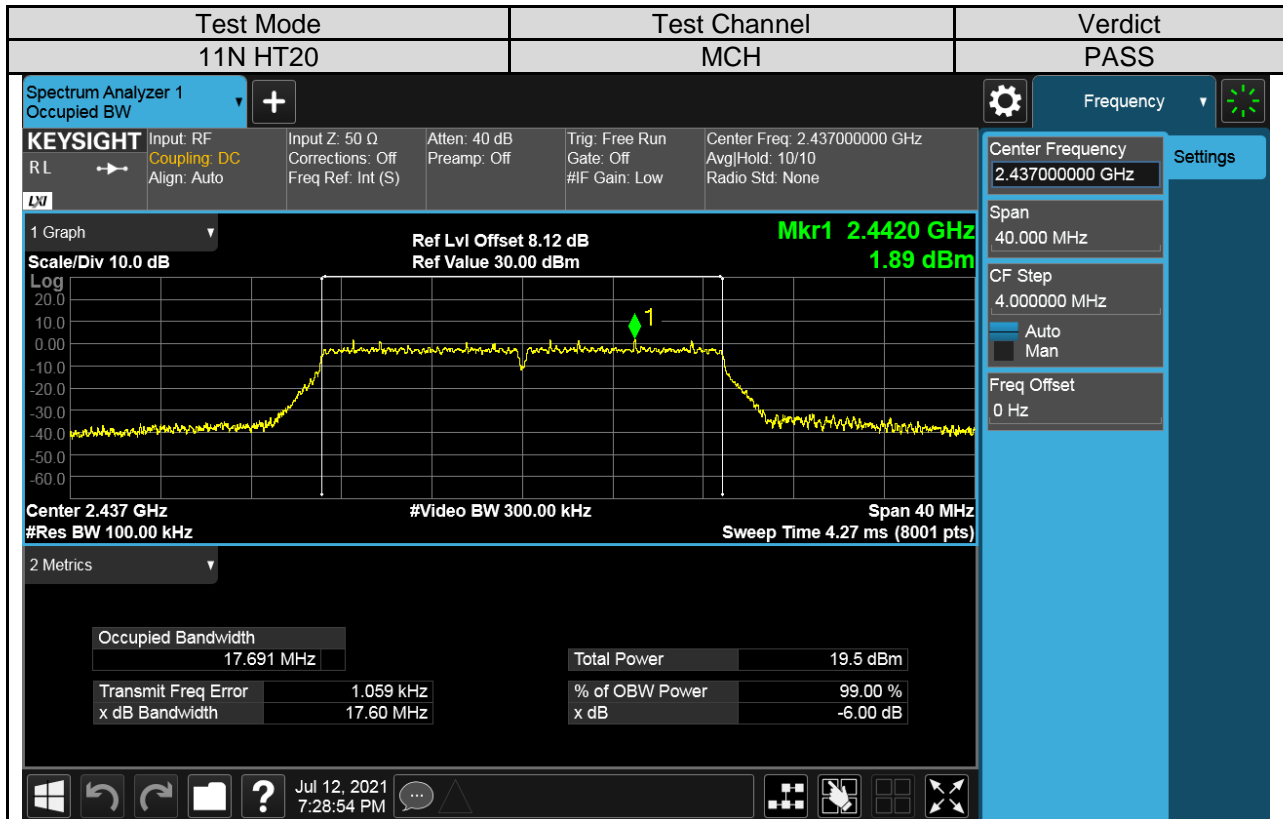 Test Mode Test Channel Verdict
11N HT20 MCH PASS
Spectrum Analyzer 1
Occupied BW
+
Frequency
KEYSIGHT Input: RF Input Z: 50 Ω Atten: 40 dB Trig: Free Run Center Freq: 2.437000000 GHz
RL Coupling: DC Corrections: Off Preamp: Off Gate: Off Avg|Hold: 10/10
Align: Auto Freq Ref: Int (S) #IF Gain: Low Radio Std: None
LXI
Center Frequency
2.437000000 GHz
Settings
Span
40.000 MHz
CF Step
4.000000 MHz
Auto
Man
Freq Offset
0 Hz
1 Graph Ref Lvl Offset 8.12 dB Mkr1 2.4420 GHz
Scale/Div 10.0 dB Ref Value 30.00 dBm 1.89 dBm
Log
20.0
10.0
1
0.00
-10.0
-20.0
-30.0
-40.0
-50.0
-60.0
Center 2.437 GHz #Video BW 300.00 kHz Span 40 MHz
#Res BW 100.00 kHz Sweep Time 4.27 ms (8001 pts)
2 Metrics
Occupied Bandwidth
17.691 MHz Total Power 19.5 dBm
Transmit Freq Error 1.059 kHz % of OBW Power 99.00 %
x dB Bandwidth 17.60 MHz x dB -6.00 dB
? Jul 12, 2021
7:28:54 PM